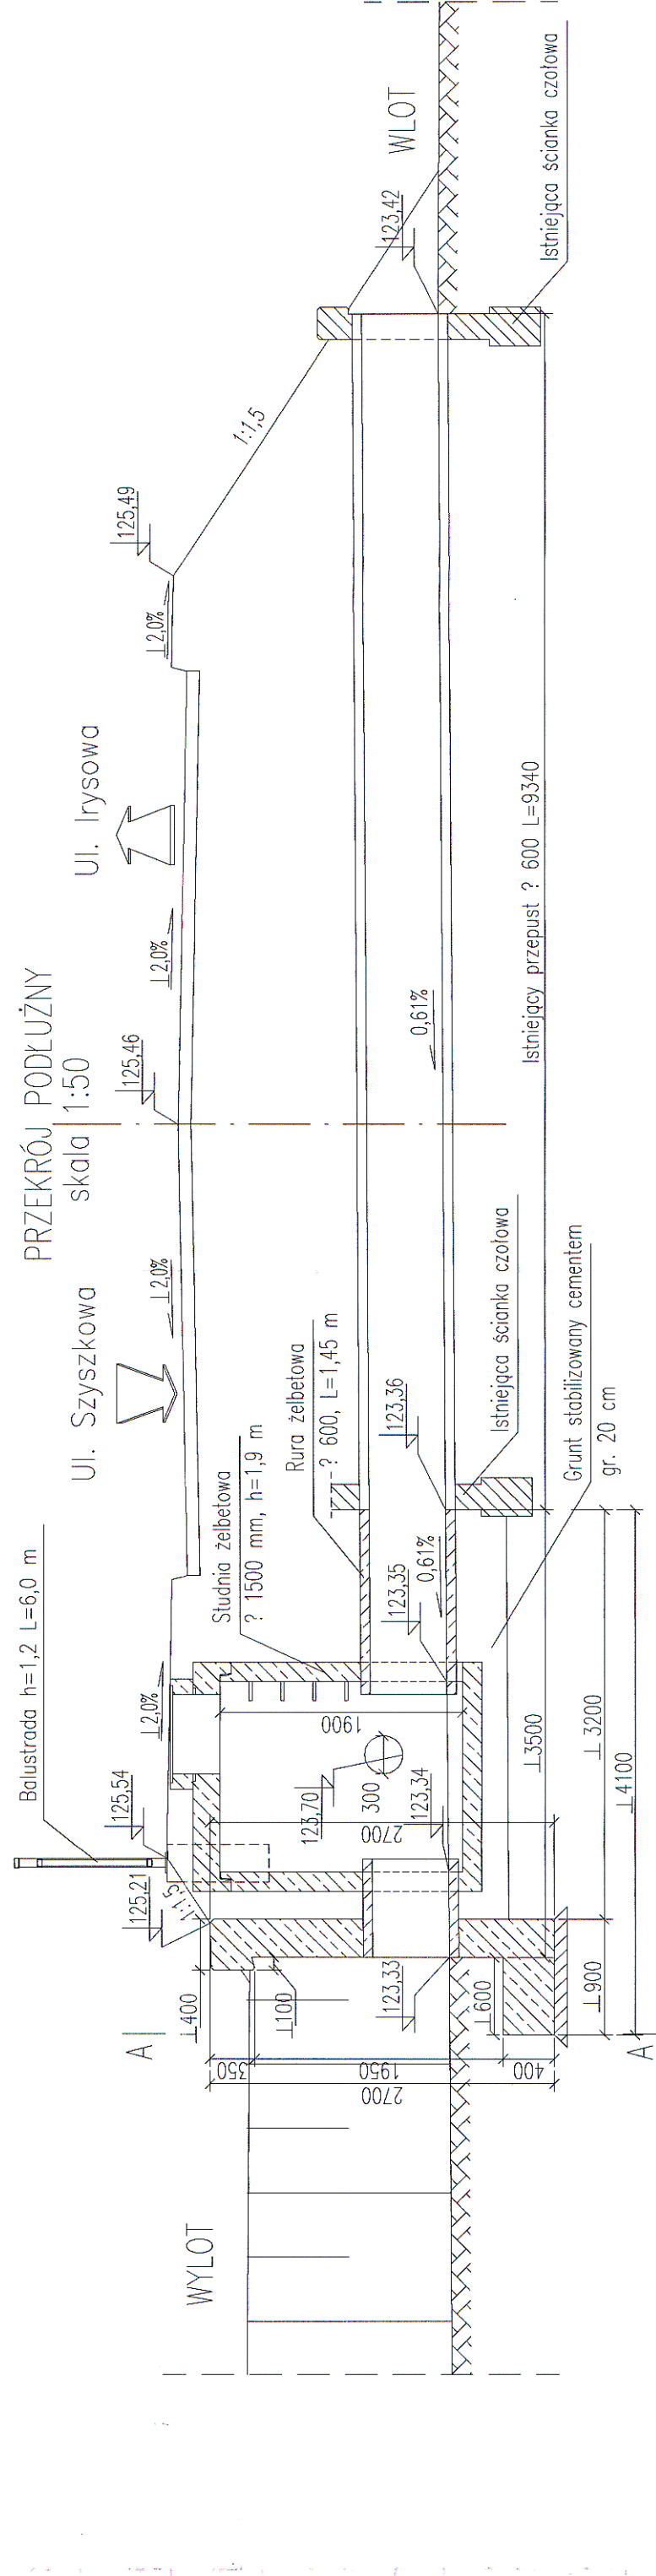 PRZEKRÓJ PODŁUŻNY
skala 1:50
Ul. Szyszkowa
Ul. Irysowa
Balustrada h=1,2 L=6,0 m
125,21
1:1,5
125,54
⊥2,0%
⊥2,0%
125,46
⊥2,0%
⊥2,0%
125,49
1:1,5
Studnia żelbetowa
? 1500 mm, h=1,9 m
Rura żelbetowa
? 600, L=1,45 m
WYLOT
WLOT
A
⊥400
⊥100
350
1950
400
2700
123,33
⊥600
2700
123,34
123,70
300
1900
123,35
0,61%
123,36
0,61%
123,42
Istniejąca ścianka czołowa
Istniejąca ścianka czołowa
Istniejący przepust ? 600 L=9340
Grunt stabilizowany cementem
gr. 20 cm
⊥3500
⊥900
⊥3200
⊥4100
A